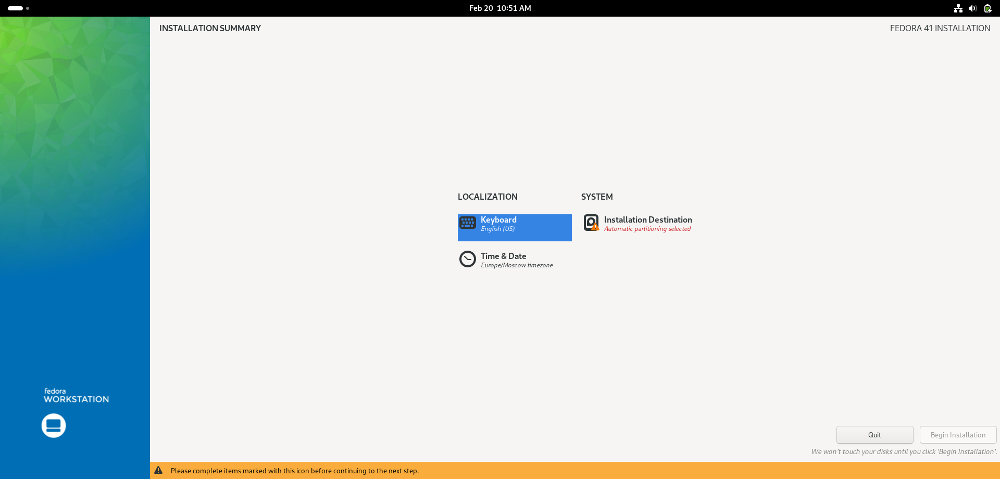 Feb 20 10:51 AM
INSTALLATION SUMMARY
FEDORA 41 INSTALLATION
LOCALIZATION
Keyboard
English (US)
Time & Date
Europe/Moscow timezone
SYSTEM
Installation Destination
Automatic partitioning selected
fedora
WORKSTATION
Quit
Begin Installation
We won't touch your disks until you click 'Begin Installation'.
Please complete items marked with this icon before continuing to the next step.